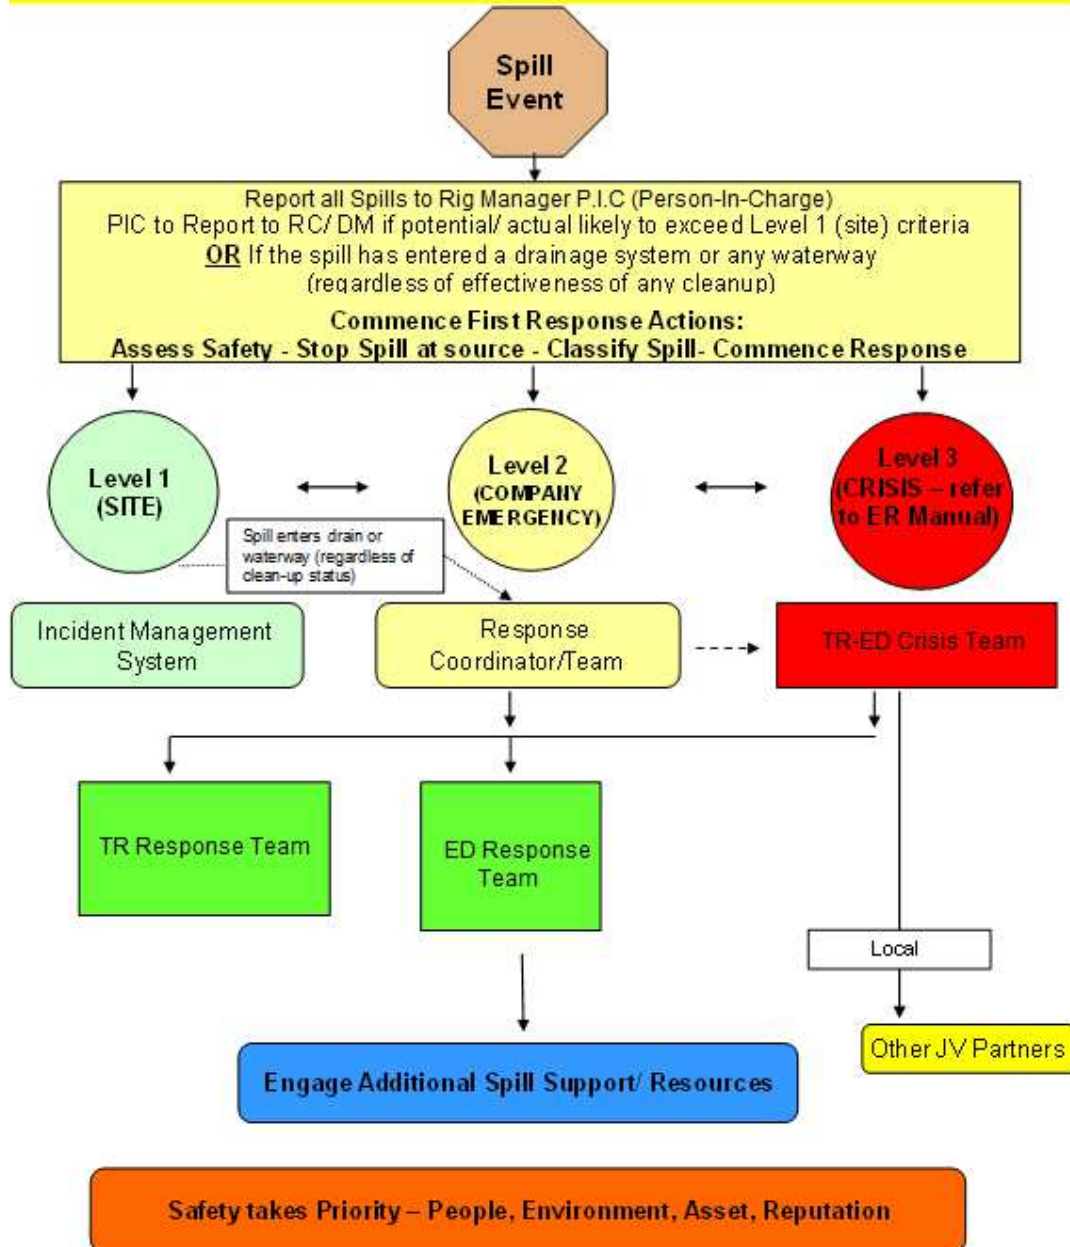 Spill
Event
Report all Spills to Rig Manager P.I.C (Person-In-Charge)
PIC to Report to RC/ DM if potential/ actual likely to exceed Level 1 (site) criteria
OR If the spill has entered a drainage system or any waterway
(regardless of effectiveness of any cleanup)
Commence First Response Actions:
Assess Safety - Stop Spill at source - Classify Spill- Commence Response
Level 1
(SITE)
Level 2
(COMPANY
EMERGENCY)
Level 3
(CRISIS – refer
to ER Manual)
Spill enters drain or
waterway (regardless of
clean-up status)
Incident Management
System
Response
Coordinator/Team
TR-ED Crisis Team
TR Response Team
ED Response
Team
Local
Other JV Partners
Engage Additional Spill Support/ Resources
Safety takes Priority – People, Environment, Asset, Reputation